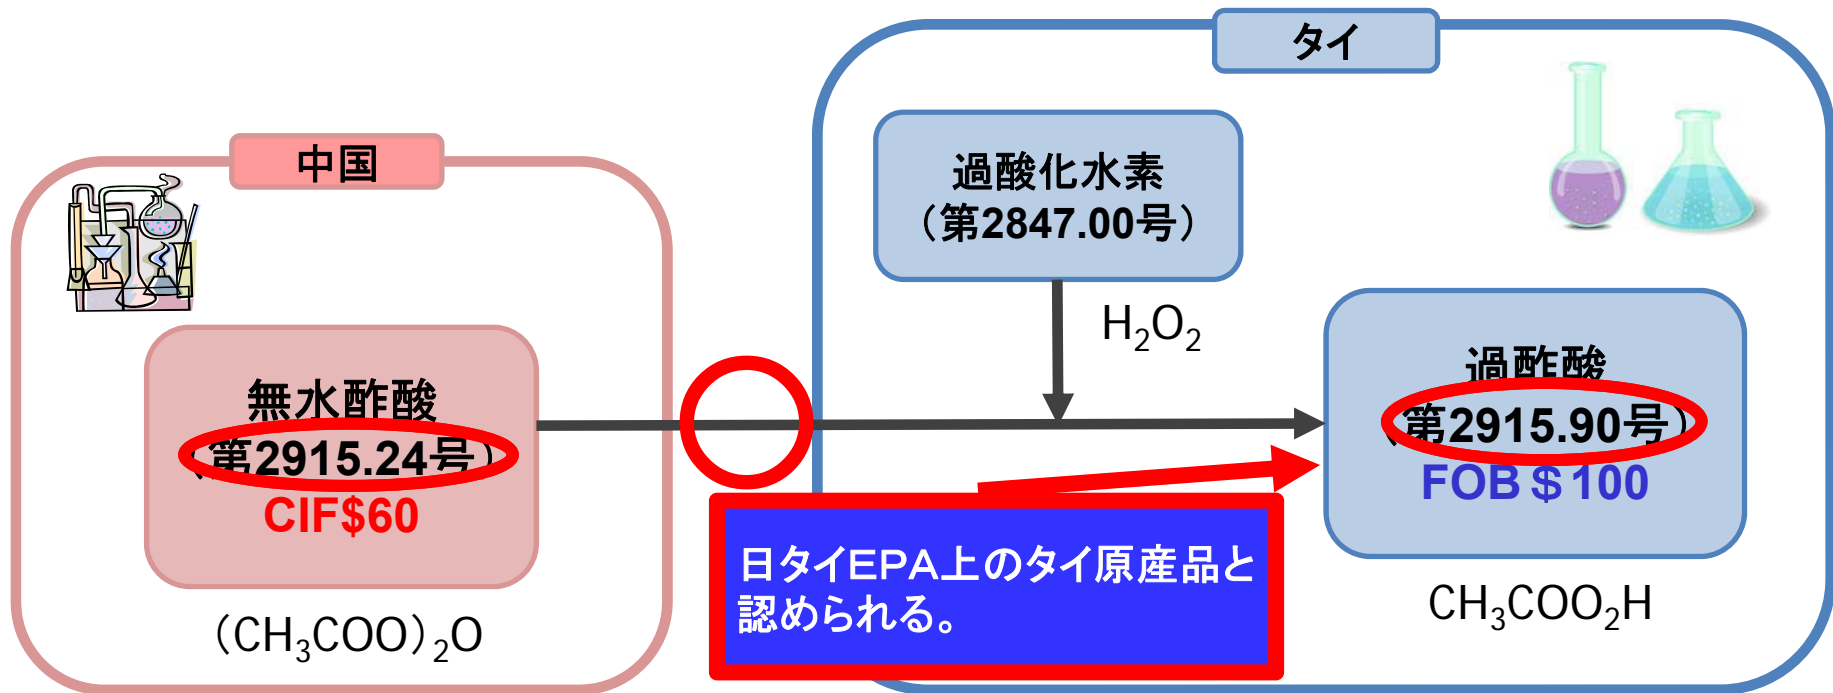 中国
無水酢酸
(第2915.24号)
CIF$60
(CH₃COO)₂O
タイ
過酸化水素
(第2847.00号)
H₂O₂
過酢酸
(第2915.90号)
FOB＄100
CH₃COO₂H
日タイEPA上のタイ原産品と
認められる。